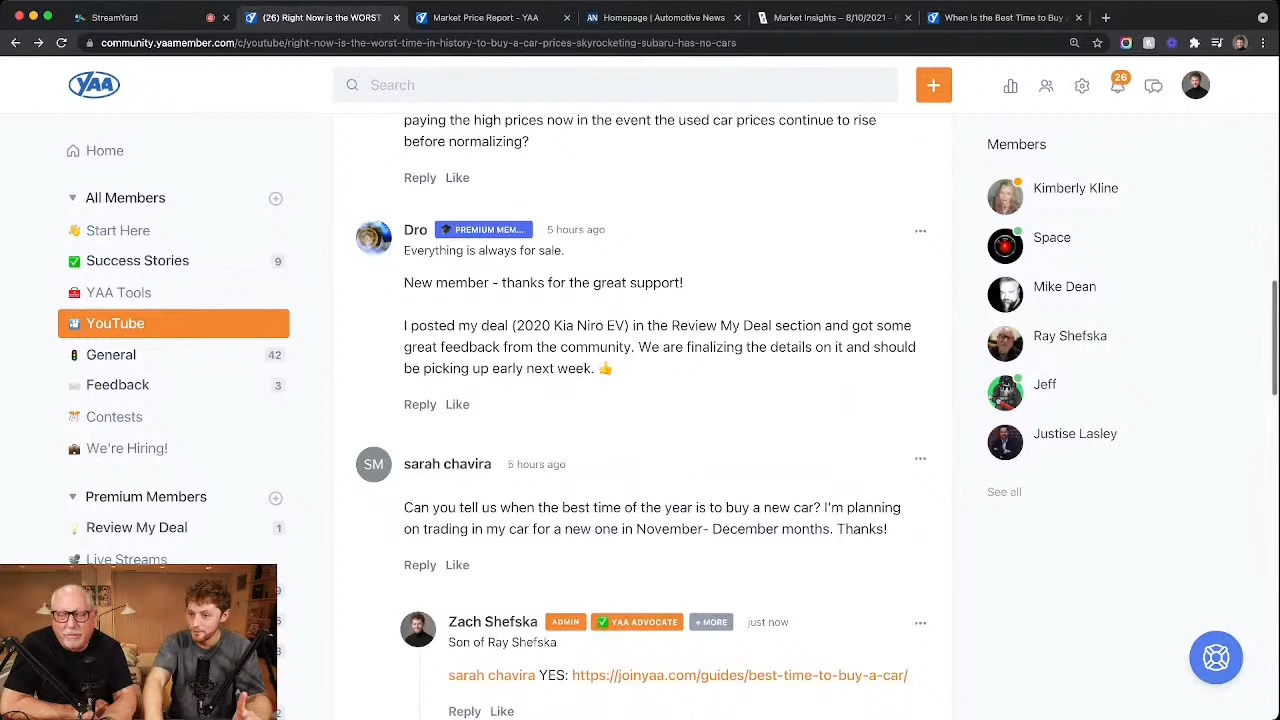 StreamYard
(26) Right Now is the WORST
Market Price Report - YAA
Homepage | Automotive News
Market Insights - 8/10/2021 -
When Is the Best Time to Buy
community.yaamember.com/c/youtube/right-now-is-the-worst-time-in-history-to-buy-a-car-prices-skyrocketing-subaru-has-no-cars
YAA
Search
26
Home
All Members
Start Here
Success Stories 9
YAA Tools
YouTube
General 42
Feedback 3
Contests
We're Hiring!
Premium Members
Review My Deal 1
Live Streams
paying the high prices now in the event the used car prices continue to rise
before normalizing?
Reply Like
Dro PREMIUM MEM... 5 hours ago
Everything is always for sale.
New member - thanks for the great support!
I posted my deal (2020 Kia Niro EV) in the Review My Deal section and got some
great feedback from the community. We are finalizing the details on it and should
be picking up early next week. 👍
Reply Like
SM sarah chavira 5 hours ago
Can you tell us when the best time of the year is to buy a new car? I'm planning
on trading in my car for a new one in November- December months. Thanks!
Reply Like
Zach Shefska ADMIN ✅ YAA ADVOCATE + MORE just now
Son of Ray Shefska
sarah chavira YES: https://joinyaa.com/guides/best-time-to-buy-a-car/
Reply Like
Members
Kimberly Kline
Space
Mike Dean
Ray Shefska
Jeff
Justise Lasley
See all